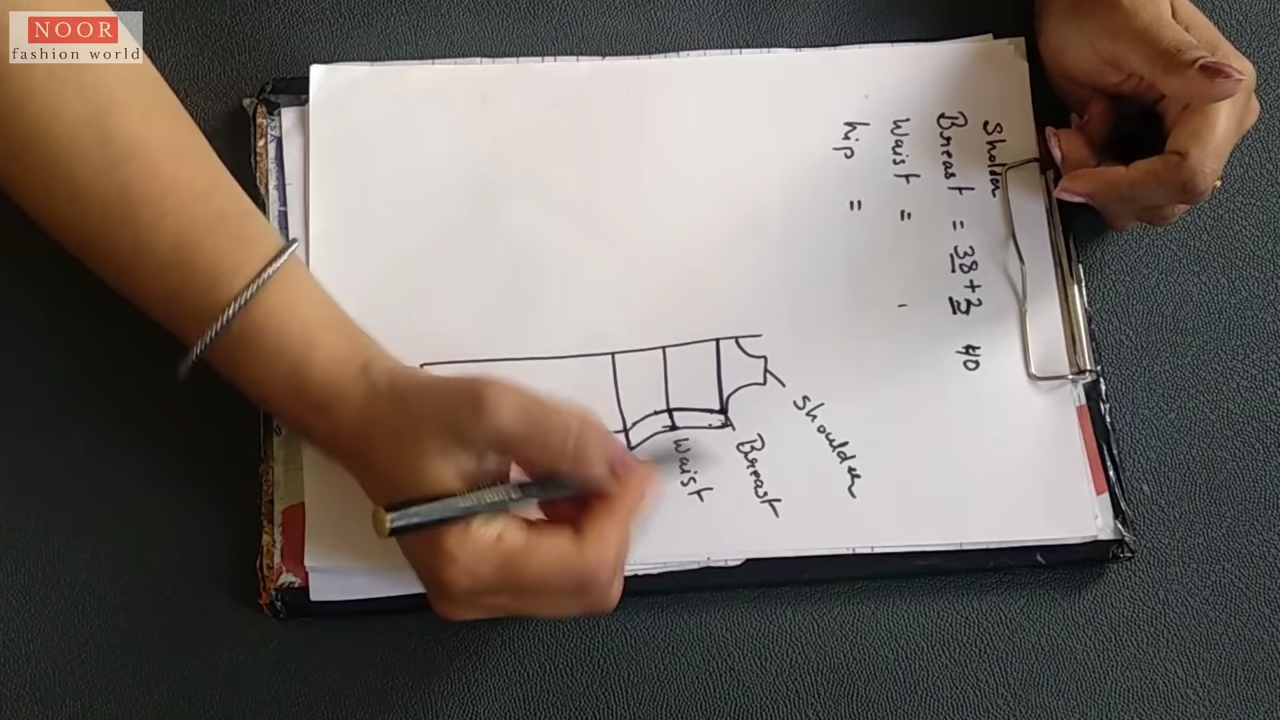 NOOR
fashion world
Sholder
Breast = 38+2 40
Waist =
hip =
Shoulder
Breast
Waist